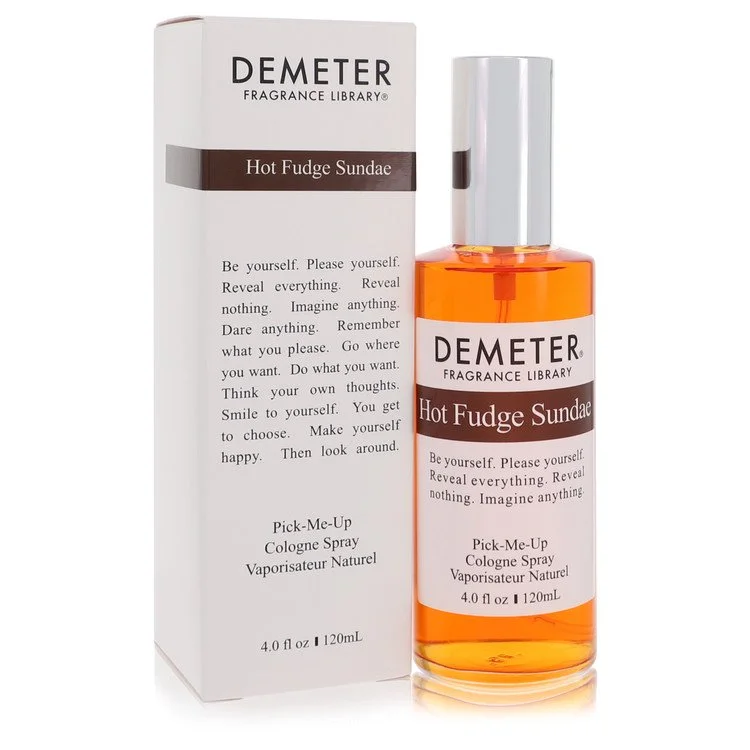 DEMETER
FRAGRANCE LIBRARY®
Hot Fudge Sundae
Be yourself. Please yourself.
Reveal everything. Reveal
nothing. Imagine anything.
Dare anything. Remember
what you please. Go where
you want. Do what you want.
Think your own thoughts.
Smile to yourself. You get
to choose. Make yourself
happy. Then look around.
Pick-Me-Up
Cologne Spray
Vaporisateur Naturel
4.0 fl oz ▮ 120mL
DEMETER®
FRAGRANCE LIBRARY
Hot Fudge Sundae
Be yourself. Please yourself.
Reveal everything. Reveal
nothing. Imagine anything.
Pick-Me-Up
Cologne Spray
Vaporisateur Naturel
4.0 fl oz ▮ 120mL